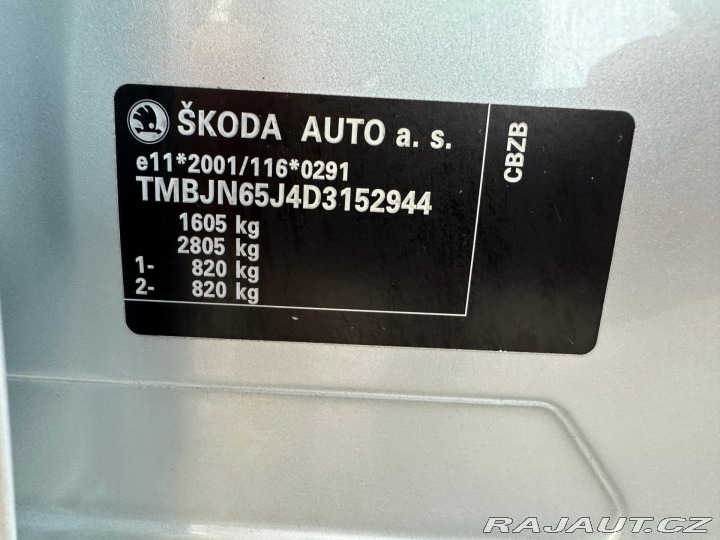 ŠKODA AUTO a. s.
e11*2001/116*0291
TMBJN65J4D3152944
1605 kg
2805 kg
1- 820 kg
2- 820 kg
CBZB
RAJAUT.CZ